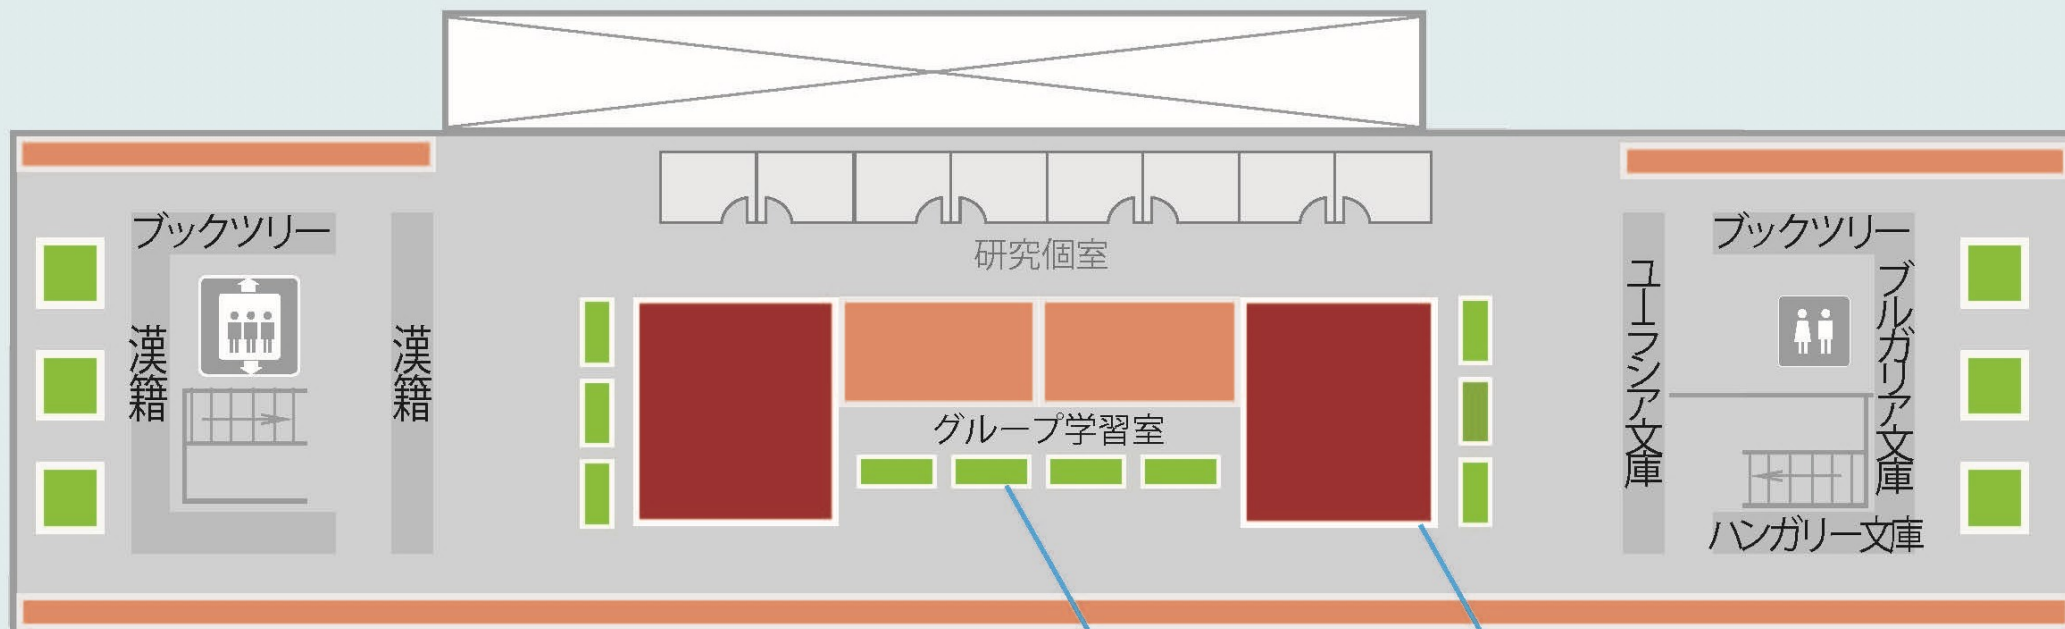 ブックツリー
漢籍
漢籍
研究個室
グループ学習室
ユーラシア文庫
ブックツリー
ブルガリア文庫
ハンガリー文庫